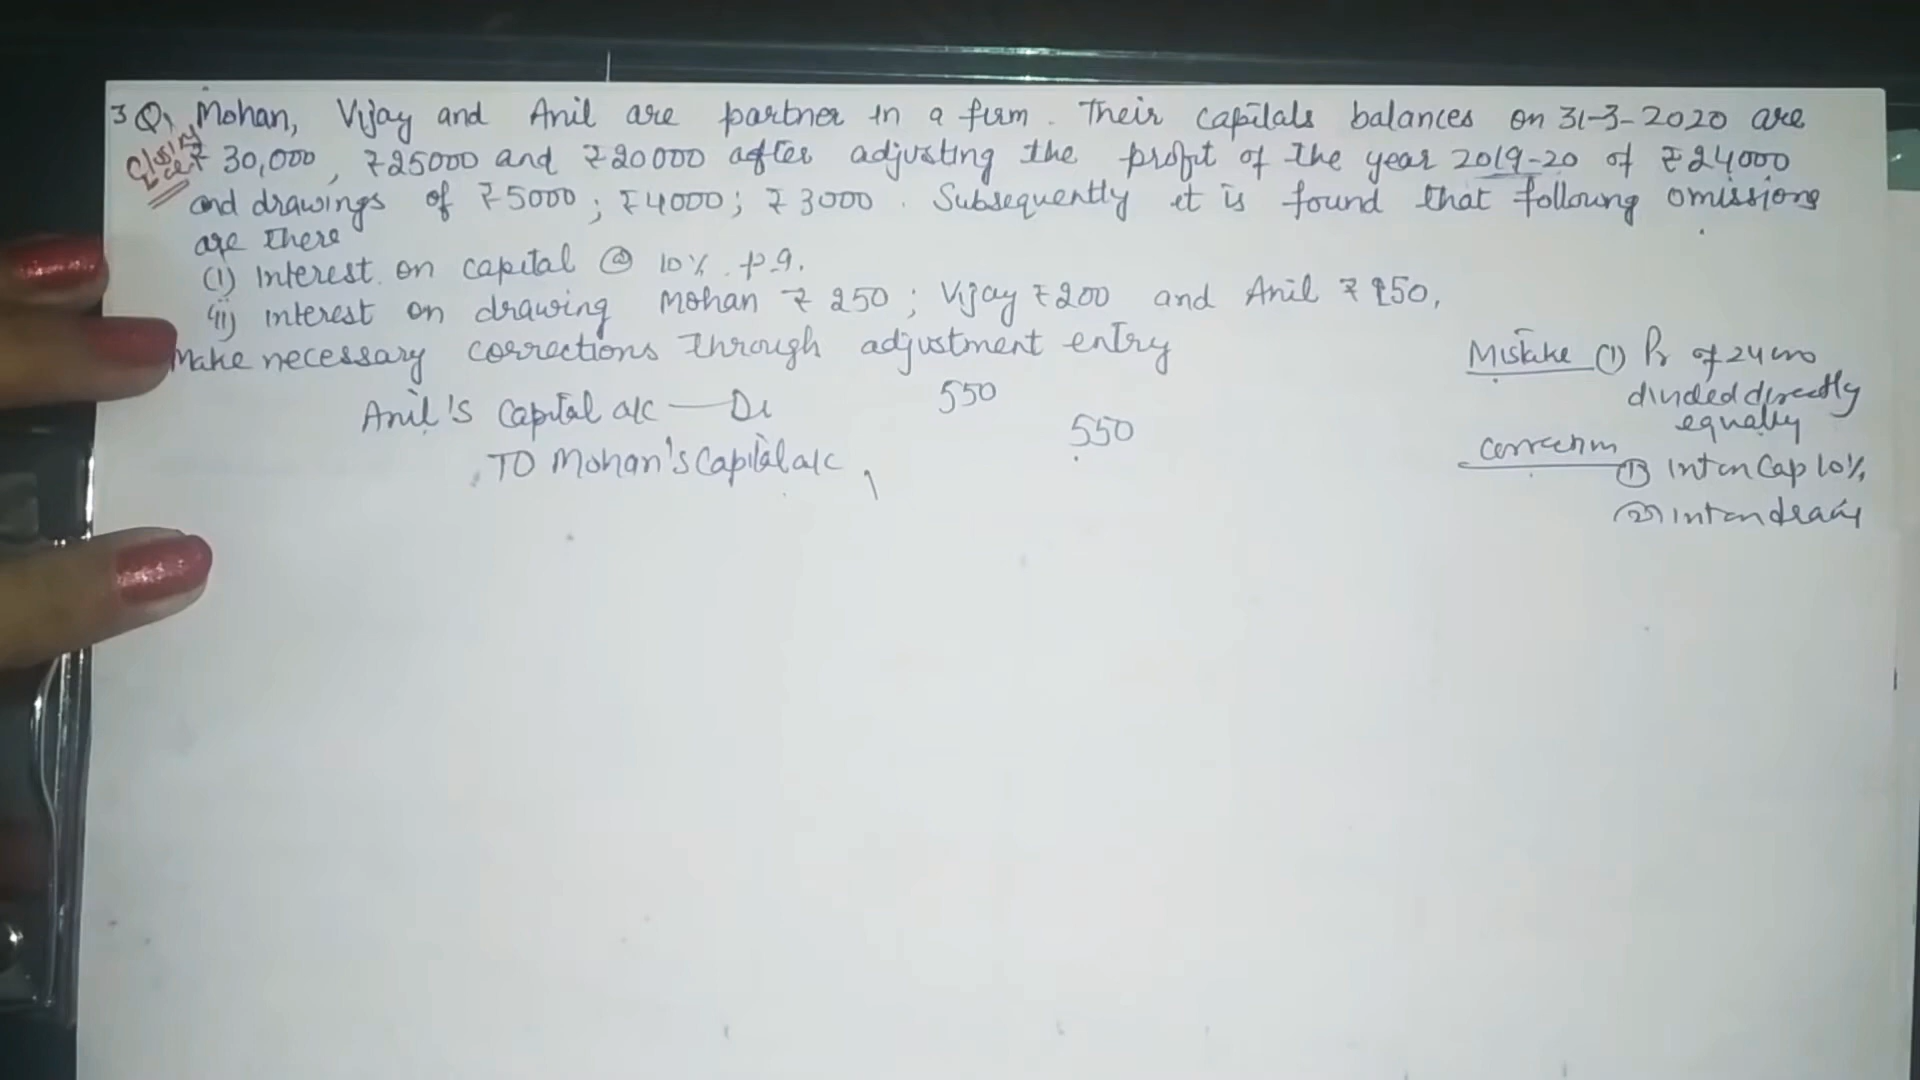 3 Q1 Mohan, Vijay and Anil are partner in a firm. Their capitals balances on 31-3-2020 are
Closing
₹ 30,000, ₹25000 and ₹20000 after adjusting the profit of the year 2019-20 of ₹24000
and drawings of ₹5000; ₹4000; ₹3000. Subsequently it is found that following omissions
are there
(i) Interest on capital @ 10% p.a.
(ii) interest on drawing Mohan ₹ 250; Vijay ₹200 and Anil ₹ 150,
Make necessary corrections through adjustment entry
Anil's Capital a/c — Dr 550
TO Mohan's Capital a/c 550
Mistake (1) Pr of 24000
divided directly
equally
correction
(1) int on Cap 10%
(2) int on drawing